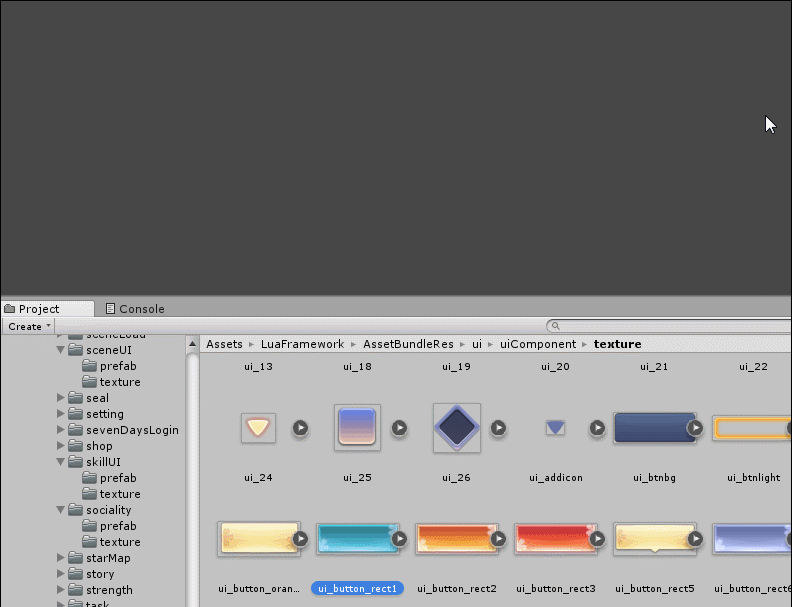 Project
Console
Create
sceneLoad
sceneUI
prefab
texture
seal
setting
sevenDaysLogin
shop
skillUI
prefab
texture
sociality
prefab
texture
starMap
story
strength
task
Assets ▸ LuaFramework ▸ AssetBundleRes ▸ ui ▸ uiComponent ▸ texture
ui_13 ui_18 ui_19 ui_20 ui_21 ui_22
ui_24 ui_25 ui_26 ui_addicon ui_btnbg ui_btnlight
ui_button_oran... ui_button_rect1 ui_button_rect2 ui_button_rect3 ui_button_rect5 ui_button_rect6